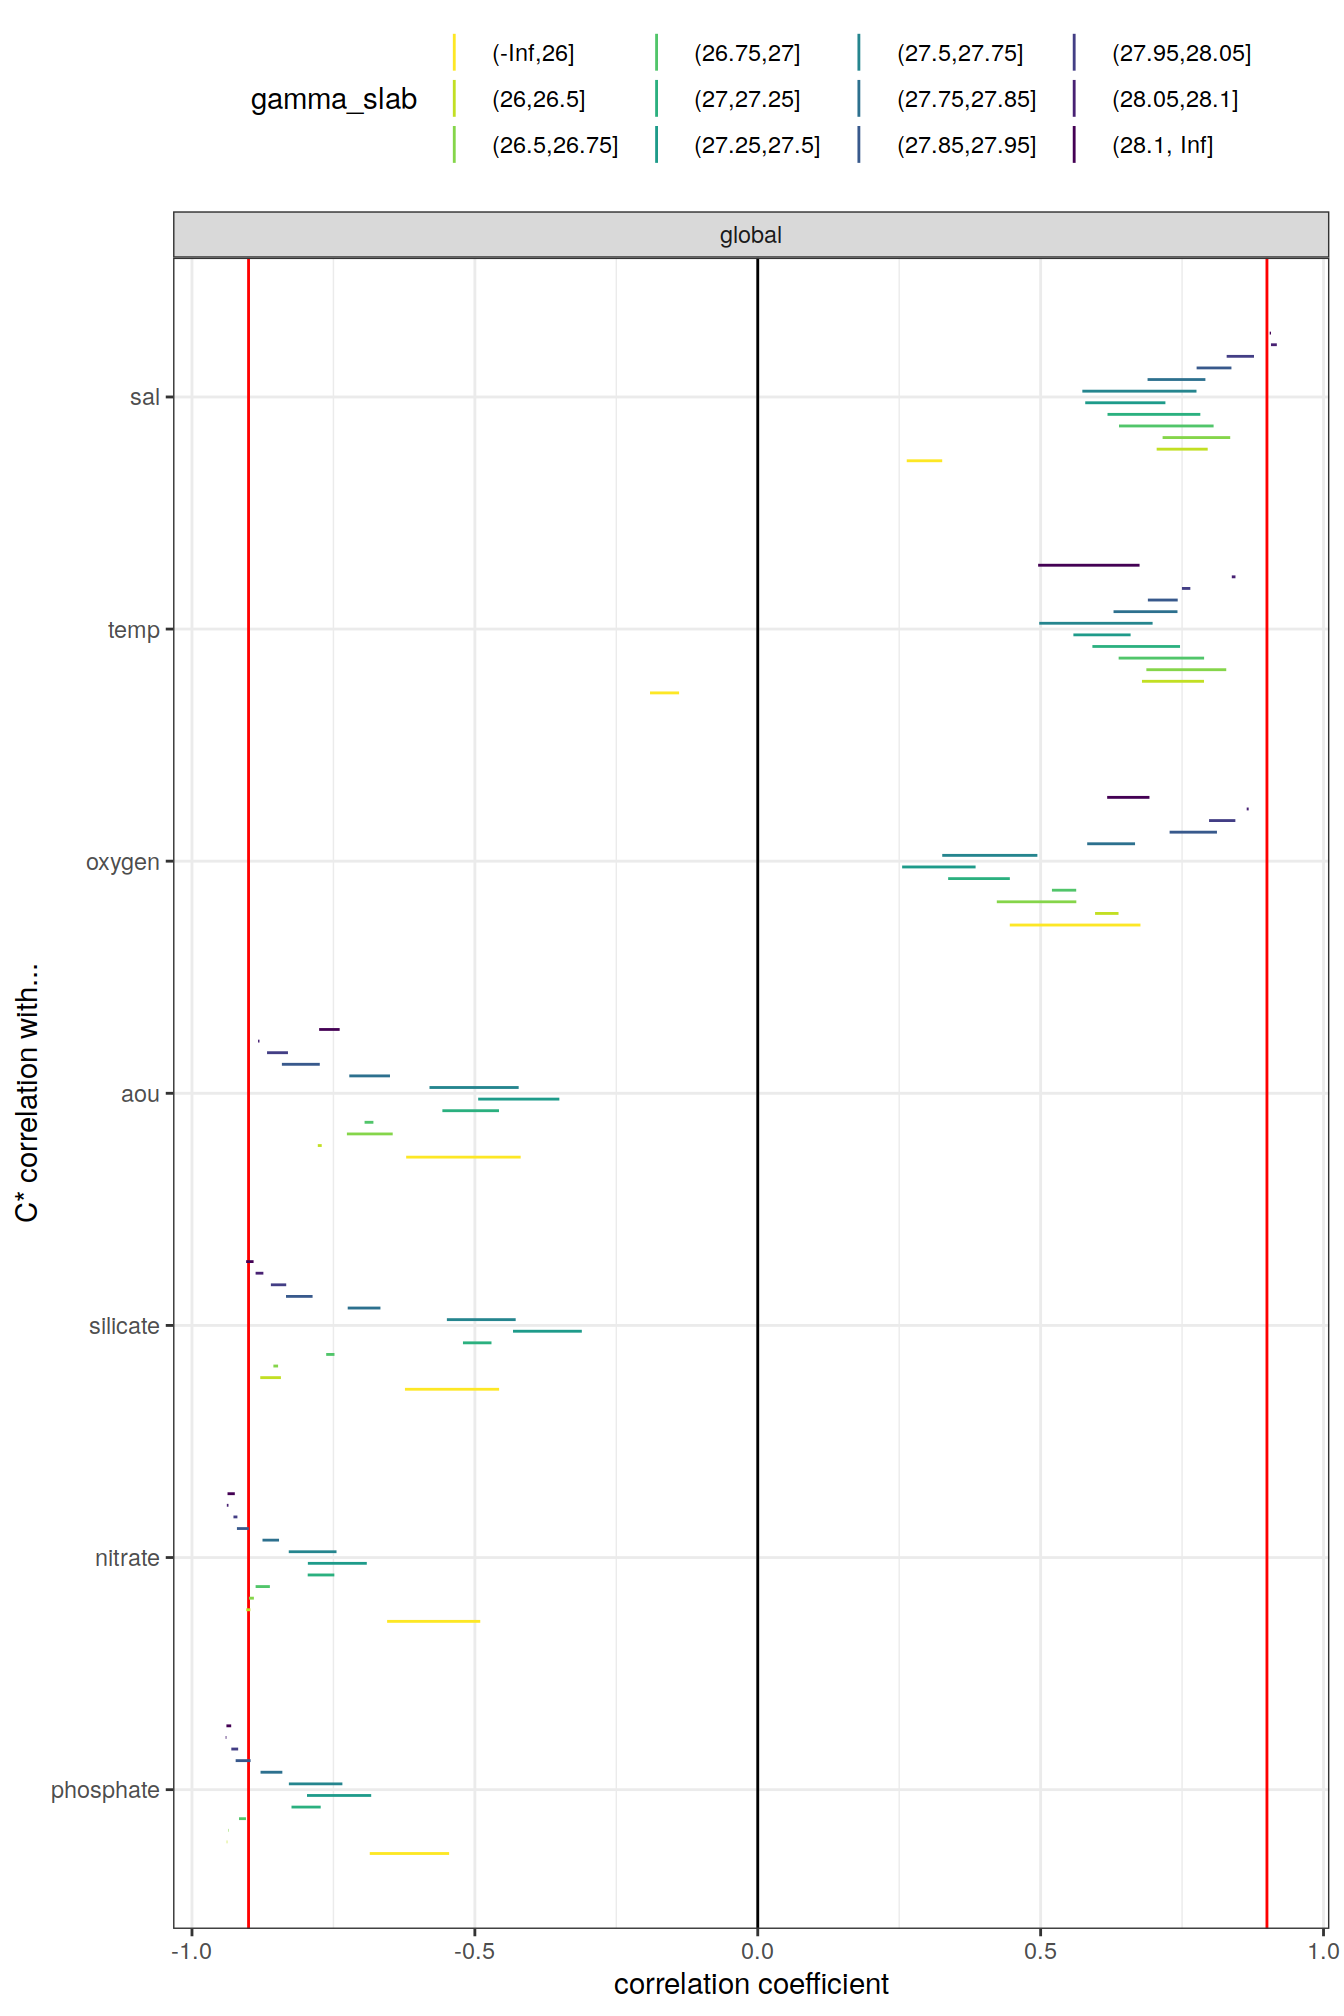 gamma_slab
(-Inf,26]
(26,26.5]
(26.5,26.75]
(26.75,27]
(27,27.25]
(27.25,27.5]
(27.5,27.75]
(27.75,27.85]
(27.85,27.95]
(27.95,28.05]
(28.05,28.1]
(28.1, Inf]
global
C* correlation with...
sal
temp
oxygen
aou
silicate
nitrate
phosphate
-1.0
-0.5
0.0
0.5
1.0
correlation coefficient